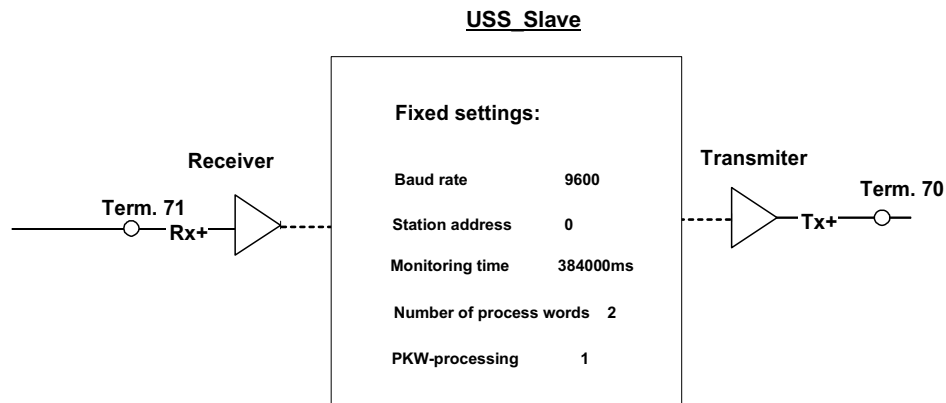 USS_Slave
Fixed settings:
Receiver
Transmiter
Baud rate 9600
Term. 71
Term. 70
Rx+
Station address 0
Tx+
Monitoring time 384000ms
Number of process words 2
PKW-processing 1